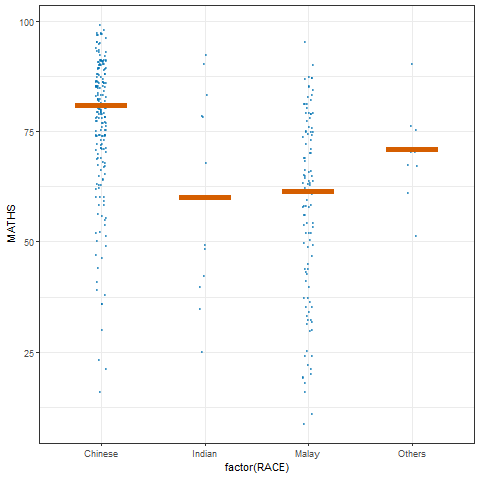 100
75
50
25
MATHS
Chinese
Indian
Malay
Others
factor(RACE)